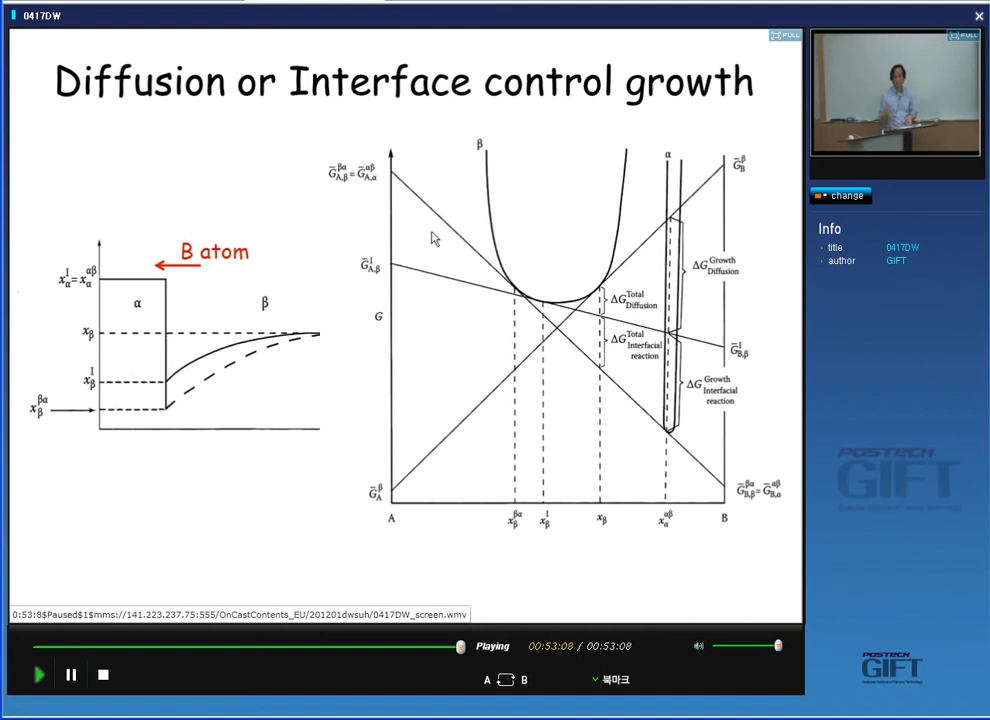 0417DW
FULL
FULL
Diffusion or Interface control growth
B atom
α
β
G
β
α
ΔG Total Diffusion
ΔG Total Interfacial reaction
ΔG Growth Diffusion
ΔG Growth Interfacial reaction
A
B
change
Info
title 0417DW
author GIFT
POSTECH
GIFT
0:53:8$Paused$1$mms://141.223.237.75:555/OnCastContents_EU/201201dwsuh/0417DW_screen.wmv
Playing 00:53:08 / 00:53:08
A B
북마크
POSTECH
GIFT